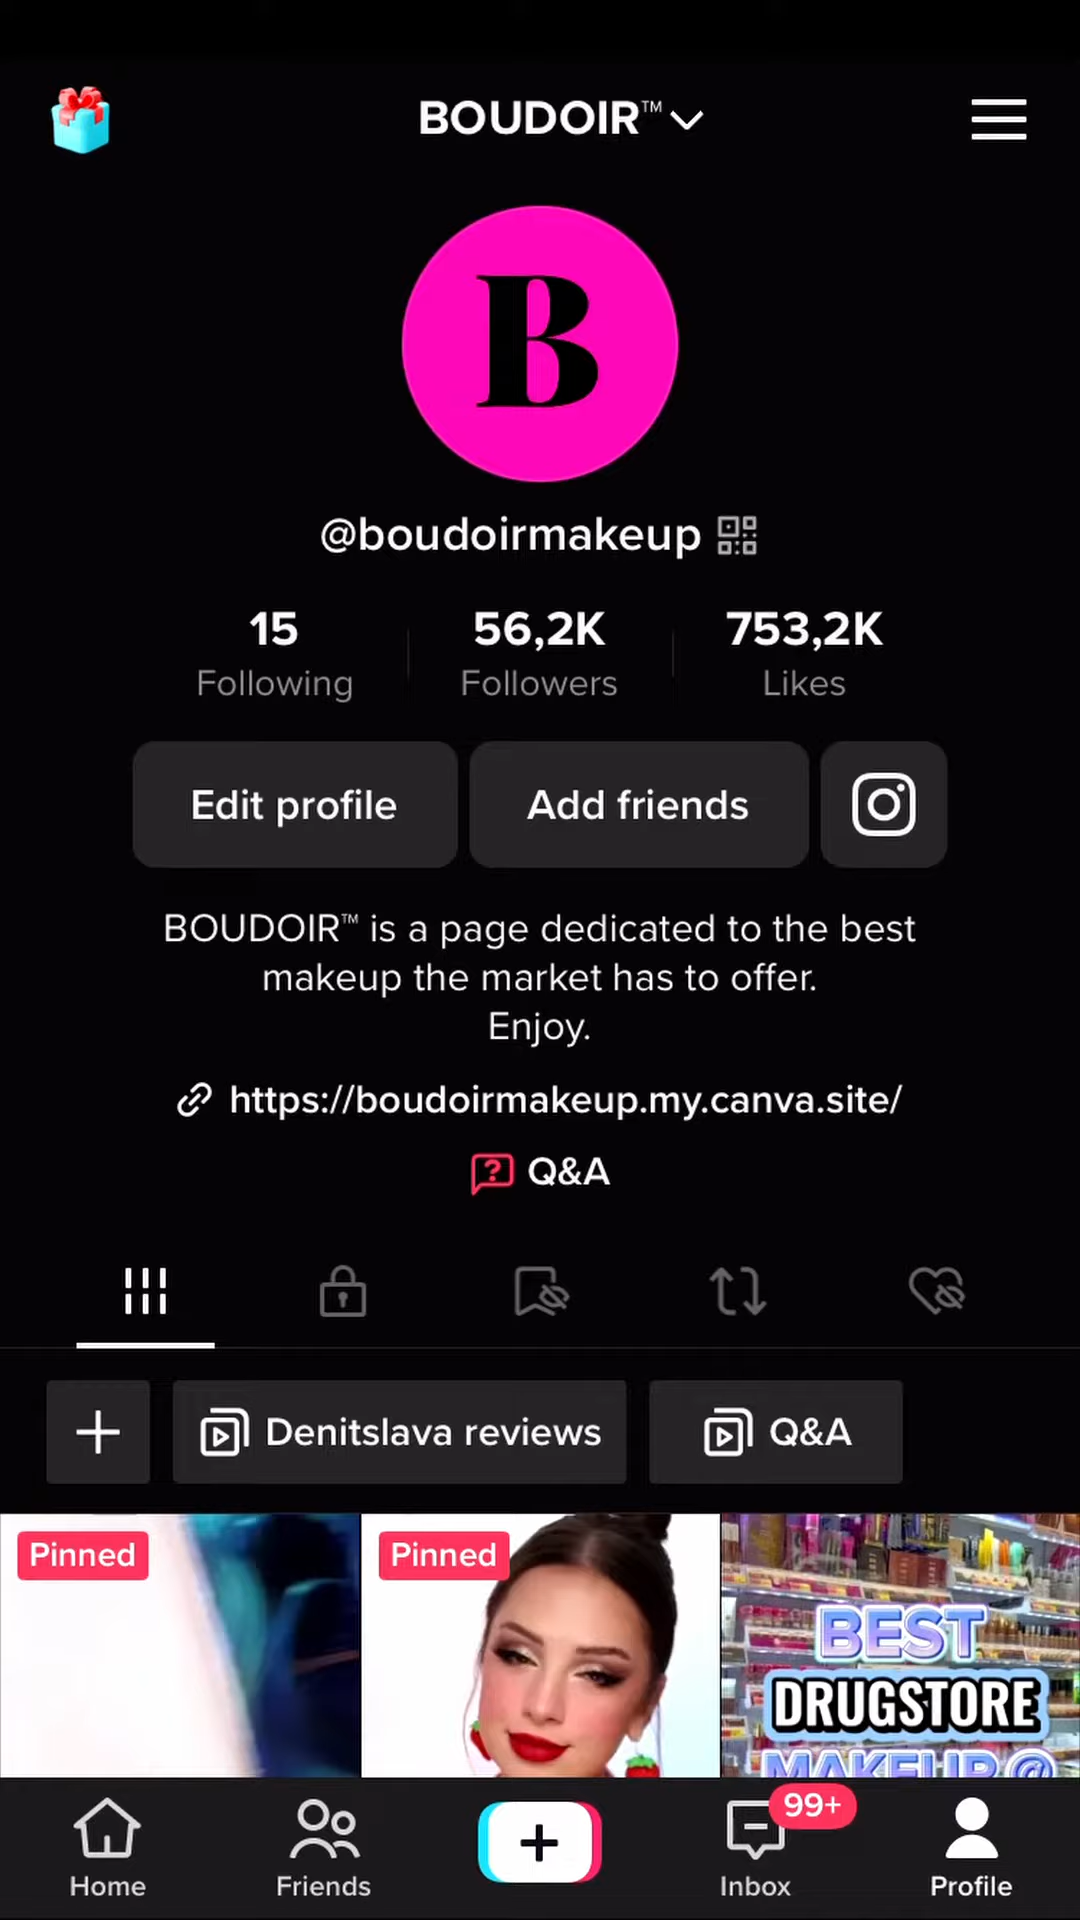 BOUDOIR™
B
@boudoirmakeup
15
Following
56,2K
Followers
753,2K
Likes
Edit profile
Add friends
BOUDOIR™ is a page dedicated to the best
makeup the market has to offer.
Enjoy.
https://boudoirmakeup.my.canva.site/
Q&A
Denitslava reviews
Q&A
Pinned
Pinned
BEST
DRUGSTORE
MAKEUP @
Home
Friends
99+
Inbox
Profile